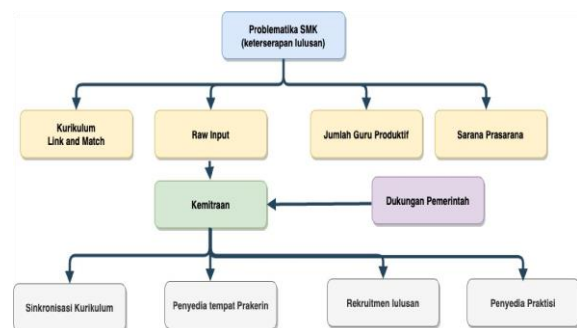 Problematika SMK
(keterserapan lulusan)
Kurikulum
Link and Match
Raw Input
Jumlah Guru Produktif
Sarana Prasarana
Kemitraan
Dukungan Pemerintah
Sinkronisasi Kurikulum
Penyedia tempat Prakerin
Rekruitmen lulusan
Penyedia Praktisi